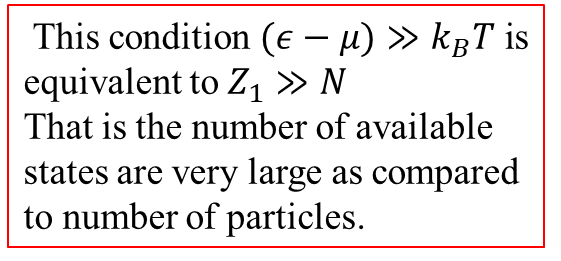 This condition (ϵ − μ) ≫ k_BT is
equivalent to Z₁ ≫ N
That is the number of available
states are very large as compared
to number of particles.